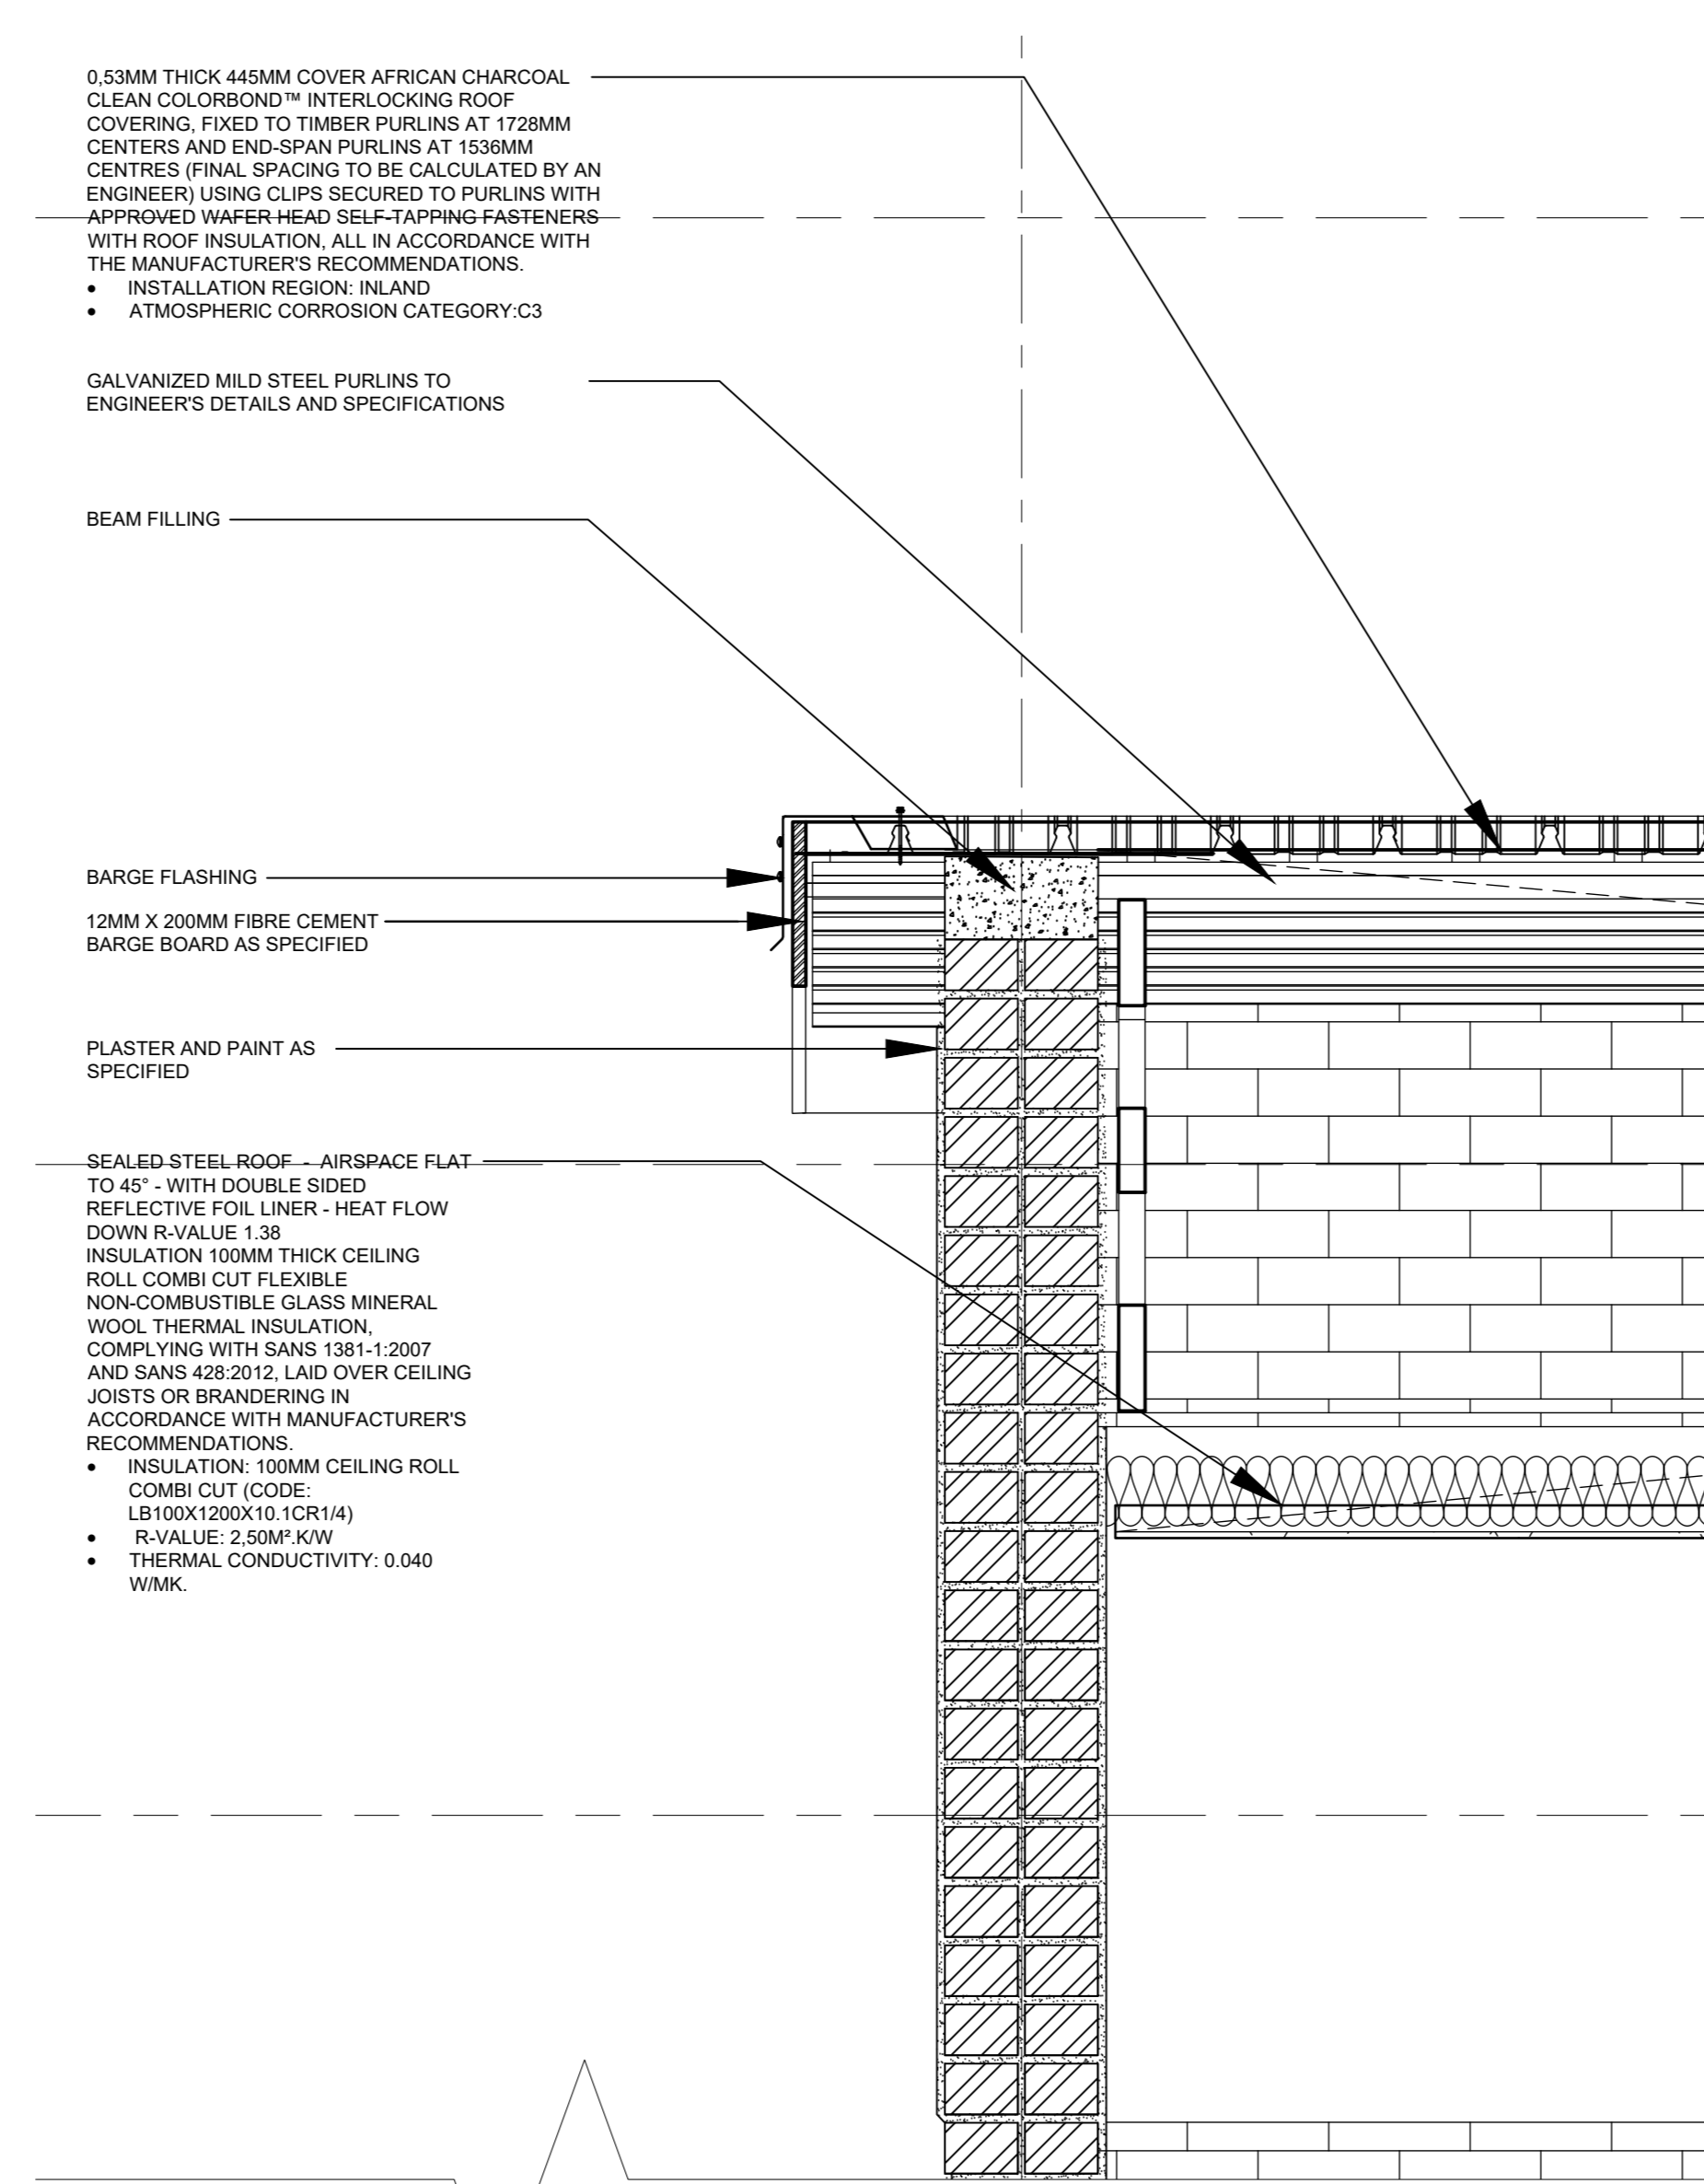 0,53MM THICK 445MM COVER AFRICAN CHARCOAL
CLEAN COLORBOND™ INTERLOCKING ROOF
COVERING, FIXED TO TIMBER PURLINS AT 1728MM
CENTERS AND END-SPAN PURLINS AT 1536MM
CENTRES (FINAL SPACING TO BE CALCULATED BY AN
ENGINEER) USING CLIPS SECURED TO PURLINS WITH
APPROVED WAFER HEAD SELF-TAPPING FASTENERS
WITH ROOF INSULATION, ALL IN ACCORDANCE WITH
THE MANUFACTURER'S RECOMMENDATIONS.
• INSTALLATION REGION: INLAND
• ATMOSPHERIC CORROSION CATEGORY:C3
GALVANIZED MILD STEEL PURLINS TO
ENGINEER'S DETAILS AND SPECIFICATIONS
BEAM FILLING
BARGE FLASHING
12MM X 200MM FIBRE CEMENT
BARGE BOARD AS SPECIFIED
PLASTER AND PAINT AS
SPECIFIED
SEALED STEEL ROOF - AIRSPACE FLAT
TO 45° - WITH DOUBLE SIDED
REFLECTIVE FOIL LINER - HEAT FLOW
DOWN R-VALUE 1.38
INSULATION 100MM THICK CEILING
ROLL COMBI CUT FLEXIBLE
NON-COMBUSTIBLE GLASS MINERAL
WOOL THERMAL INSULATION,
COMPLYING WITH SANS 1381-1:2007
AND SANS 428:2012, LAID OVER CEILING
JOISTS OR BRANDERING IN
ACCORDANCE WITH MANUFACTURER'S
RECOMMENDATIONS.
• INSULATION: 100MM CEILING ROLL
COMBI CUT (CODE:
LB100X1200X10.1CR1/4)
• R-VALUE: 2,50M².K/W
• THERMAL CONDUCTIVITY: 0.040
W/MK.